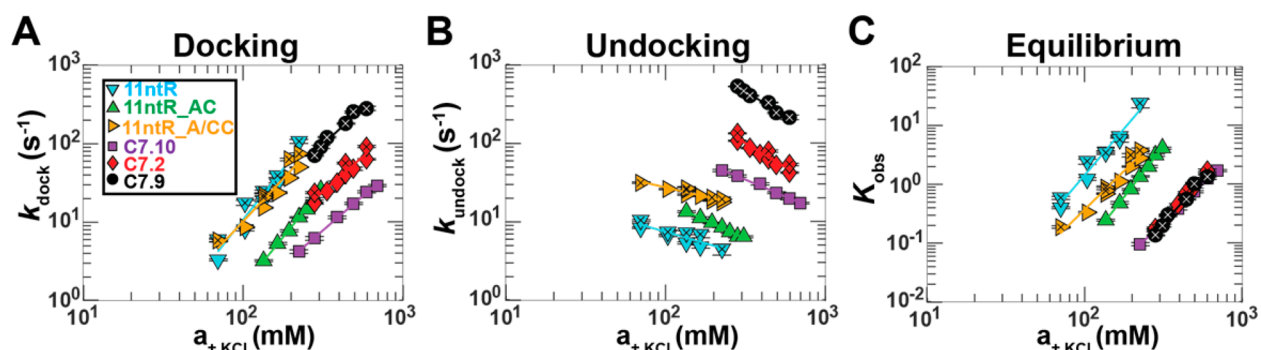 A
Docking
B
Undocking
C
Equilibrium
10³
10²
10¹
10⁰
k_dock (s⁻¹)
11ntR
11ntR_AC
11ntR_A/CC
C7.10
C7.2
C7.9
10¹ 10² 10³
a± KCl (mM)
10³
10²
10¹
10⁰
k_undock (s⁻¹)
10¹ 10² 10³
a± KCl (mM)
10²
10¹
10⁰
10⁻¹
10⁻²
K_obs
10¹ 10² 10³
a± KCl (mM)